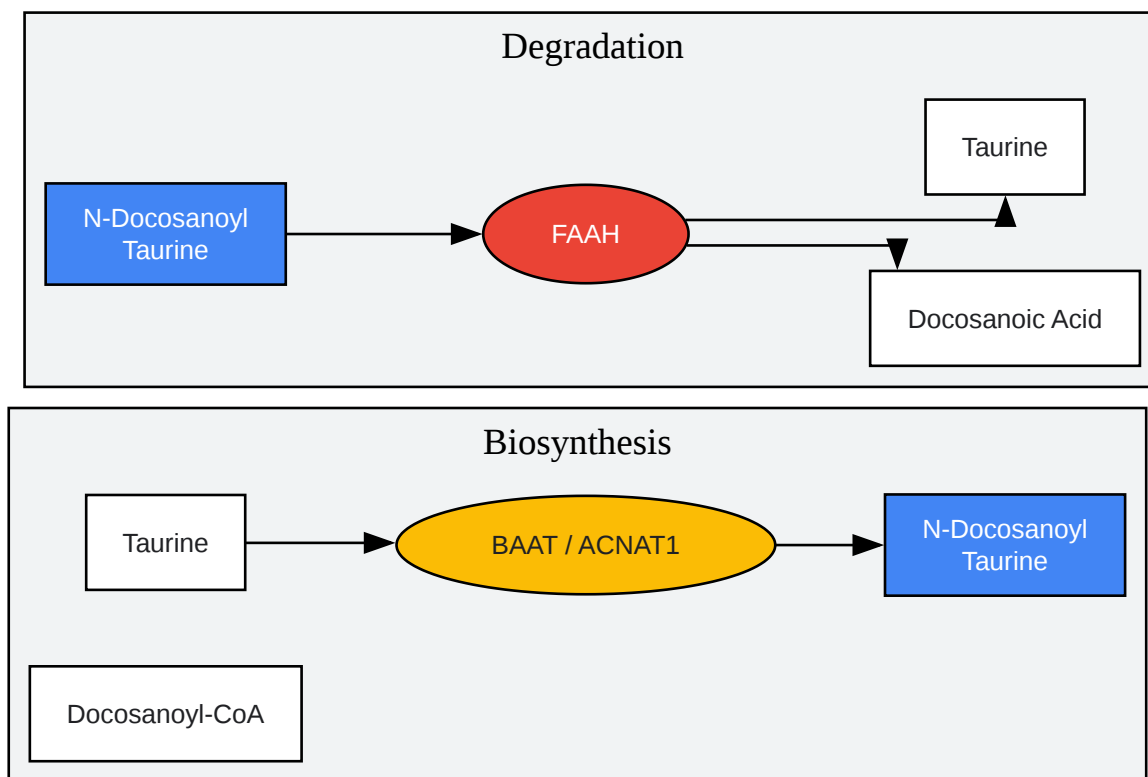 Degradation
Taurine
N-Docosanoyl
Taurine
FAAH
Docosanoic Acid
Biosynthesis
Taurine
BAAT / ACNAT1
N-Docosanoyl
Taurine
Docosanoyl-CoA